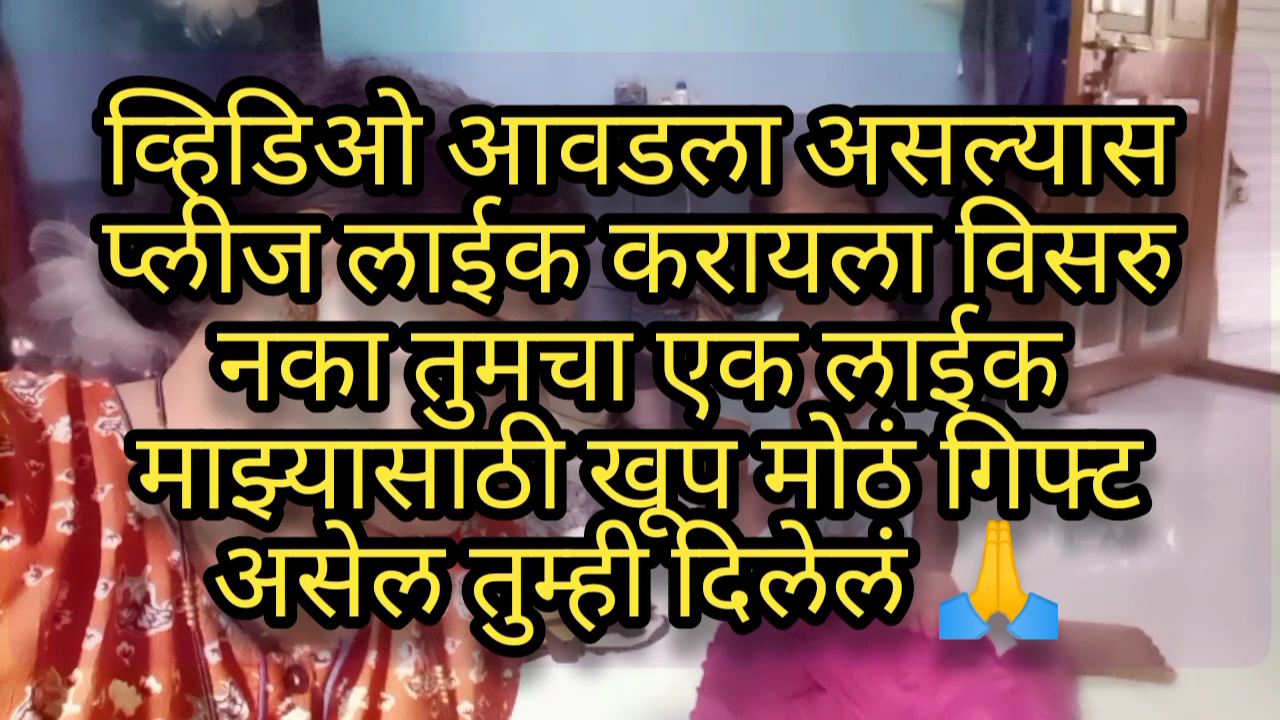 व्हिडिओ आवडला असल्यास
प्लीज लाईक करायला विसरु
नका तुमचा एक लाईक
माझ्यासाठी खूप मोठं गिफ्ट
असेल तुम्ही दिलेलं 🙏